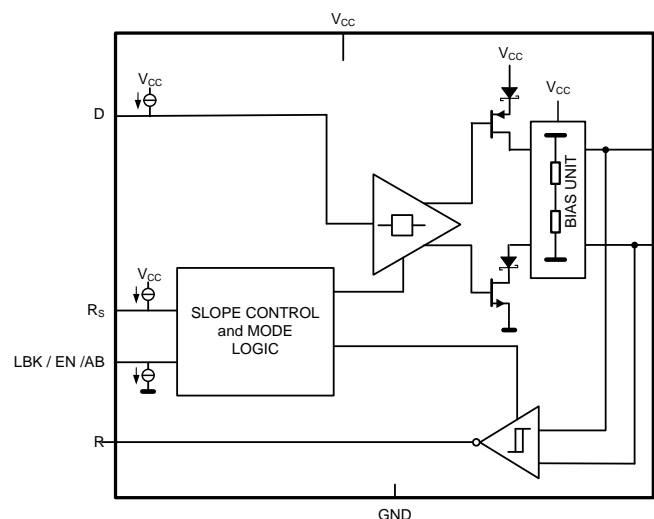 VCC
VCC
D
VCC
VCC
BIAS UNIT
VCC
RS
SLOPE CONTROL
and MODE
LOGIC
LBK / EN /AB
R
GND